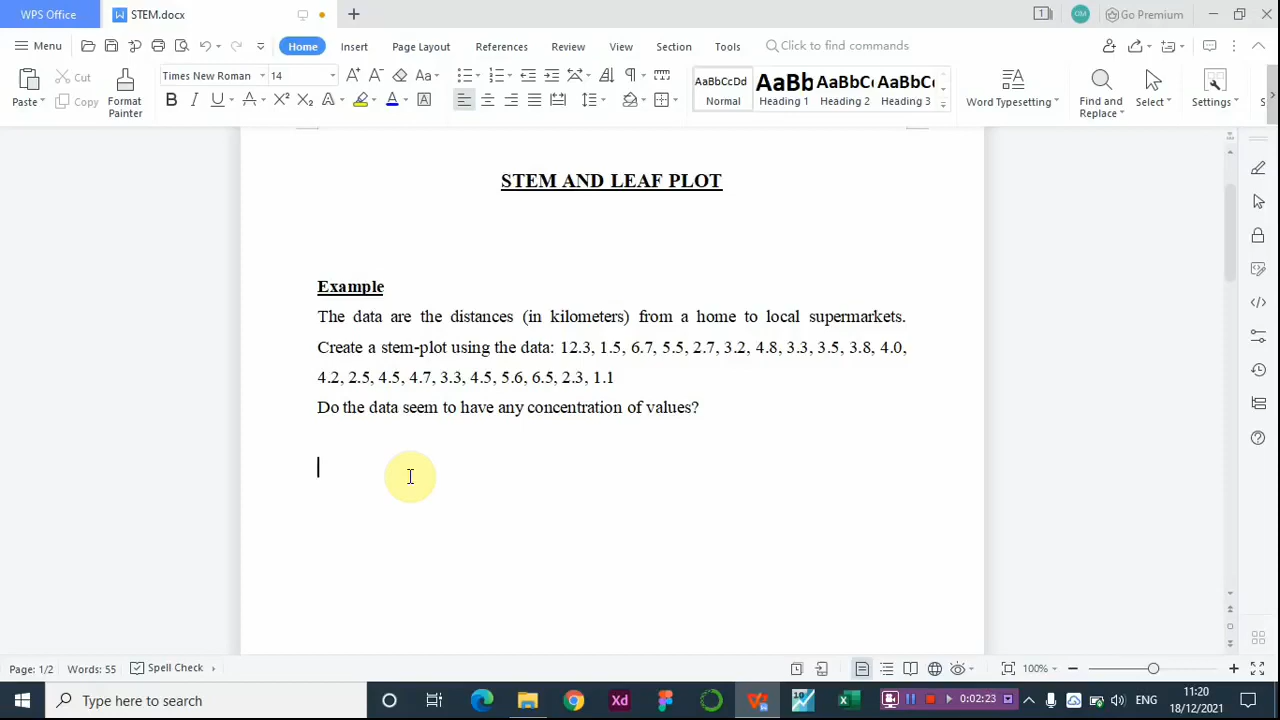 WPS Office
STEM.docx
OM
Go Premium
Menu
Home
Insert
Page Layout
References
Review
View
Section
Tools
Click to find commands
Paste
Cut
Copy
Format Painter
Times New Roman
14
AaBbCcDd
Normal
AaBb
Heading 1
AaBbC
Heading 2
AaBbC
Heading 3
Word Typesetting
Find and Replace
Select
Settings
STEM AND LEAF PLOT
Example
The data are the distances (in kilometers) from a home to local supermarkets.
Create a stem-plot using the data: 12.3, 1.5, 6.7, 5.5, 2.7, 3.2, 4.8, 3.3, 3.5, 3.8, 4.0,
4.2, 2.5, 4.5, 4.7, 3.3, 4.5, 5.6, 6.5, 2.3, 1.1
Do the data seem to have any concentration of values?
Page: 1/2
Words: 55
Spell Check
100%
Type here to search
Xd
0:02:23
ENG
11:20
18/12/2021